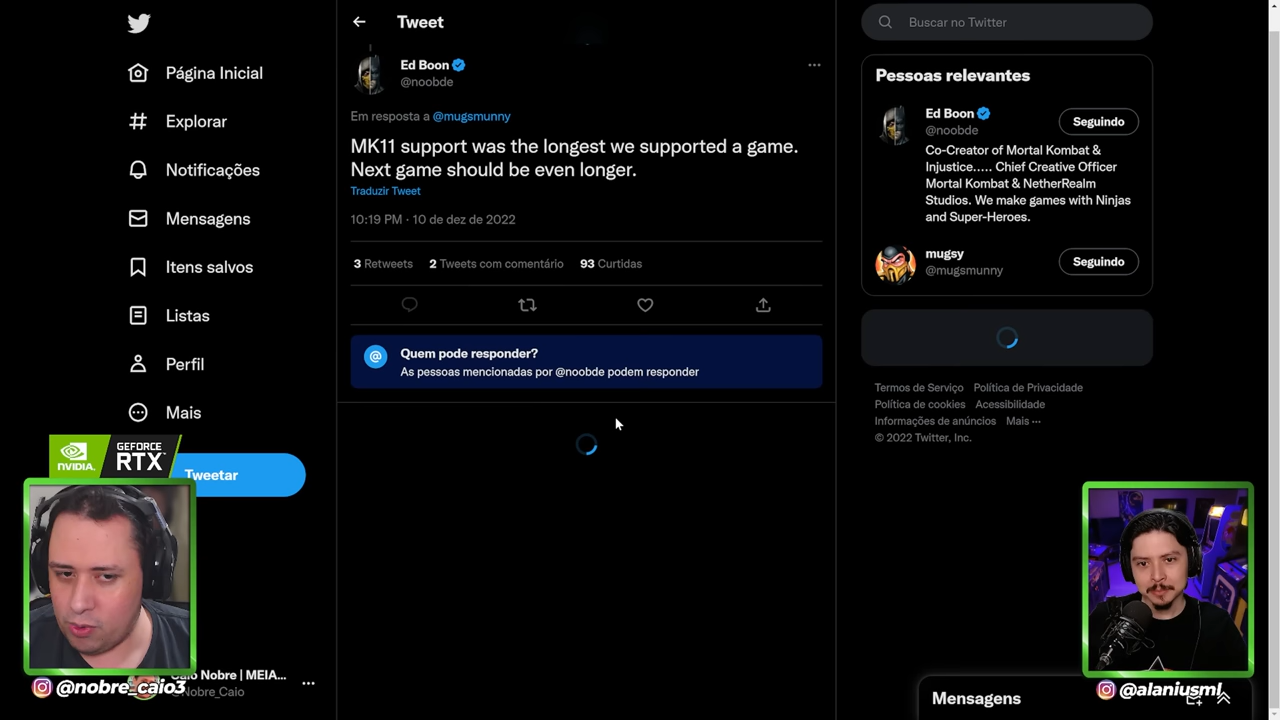 Página Inicial
Explorar
Notificações
Mensagens
Itens salvos
Listas
Perfil
Mais
Tweetar
NVIDIA.
GEFORCE
RTX
Caio Nobre | MEIA...
@Nobre_Caio
@nobre_caio3
Tweet
Ed Boon
@noobde
Em resposta a @mugsmunny
MK11 support was the longest we supported a game.
Next game should be even longer.
Traduzir Tweet
10:19 PM · 10 de dez de 2022
3 Retweets 2 Tweets com comentário 93 Curtidas
Quem pode responder?
As pessoas mencionadas por @noobde podem responder
Buscar no Twitter
Pessoas relevantes
Ed Boon
@noobde
Seguindo
Co-Creator of Mortal Kombat &
Injustice..... Chief Creative Officer
Mortal Kombat & NetherRealm
Studios. We make games with Ninjas
and Super-Heroes.
mugsy
@mugsmunny
Seguindo
Termos de Serviço Política de Privacidade
Política de cookies Acessibilidade
Informações de anúncios Mais ···
© 2022 Twitter, Inc.
@alaniusml
Mensagens